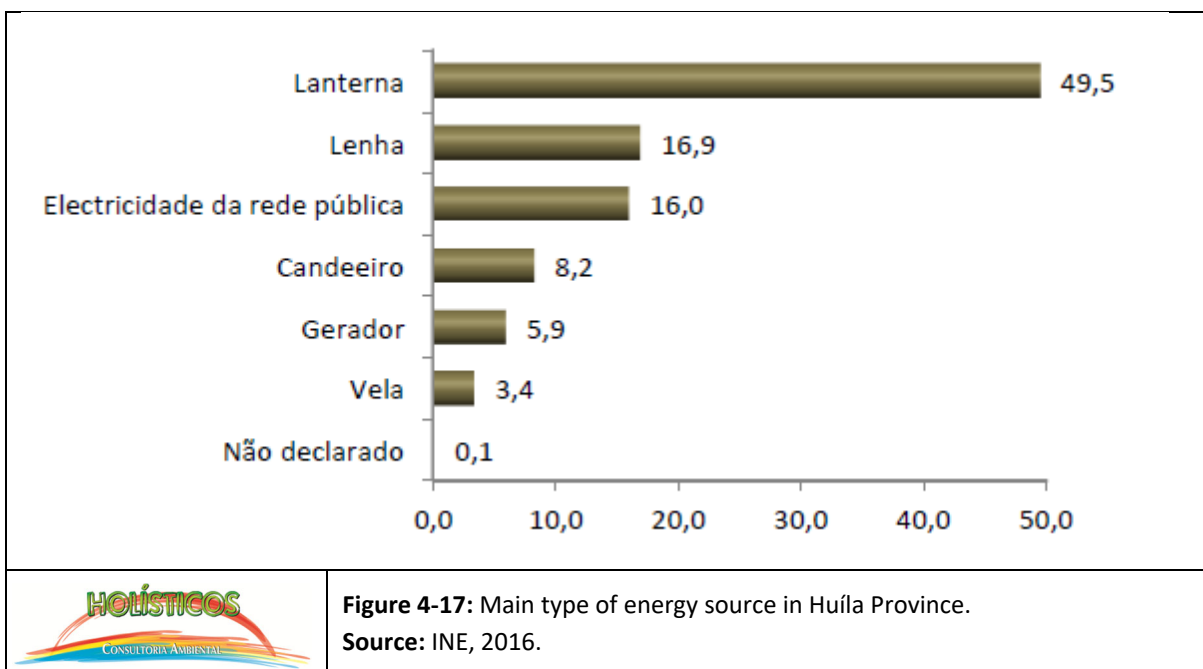 Lanterna 49,5
Lenha 16,9
Electricidade da rede pública 16,0
Candeeiro 8,2
Gerador 5,9
Vela 3,4
Não declarado 0,1
0,0 10,0 20,0 30,0 40,0 50,0
HOLÍSTICOS
CONSULTORIA AMBIENTAL
Figure 4-17: Main type of energy source in Huíla Province.
Source: INE, 2016.